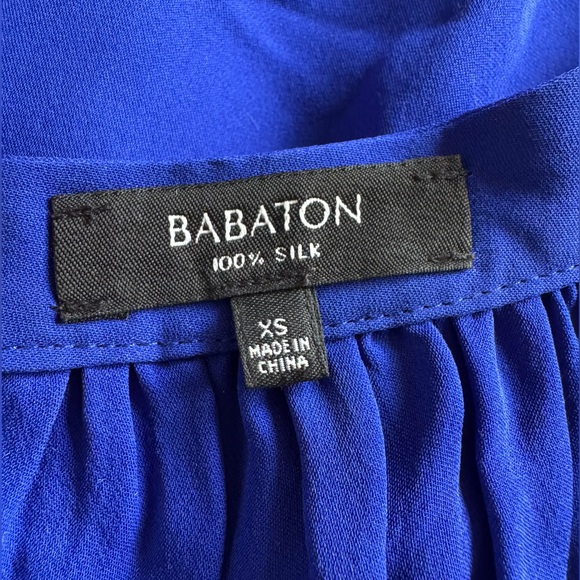 BABATON
100% SILK
XS
MADE IN
CHINA